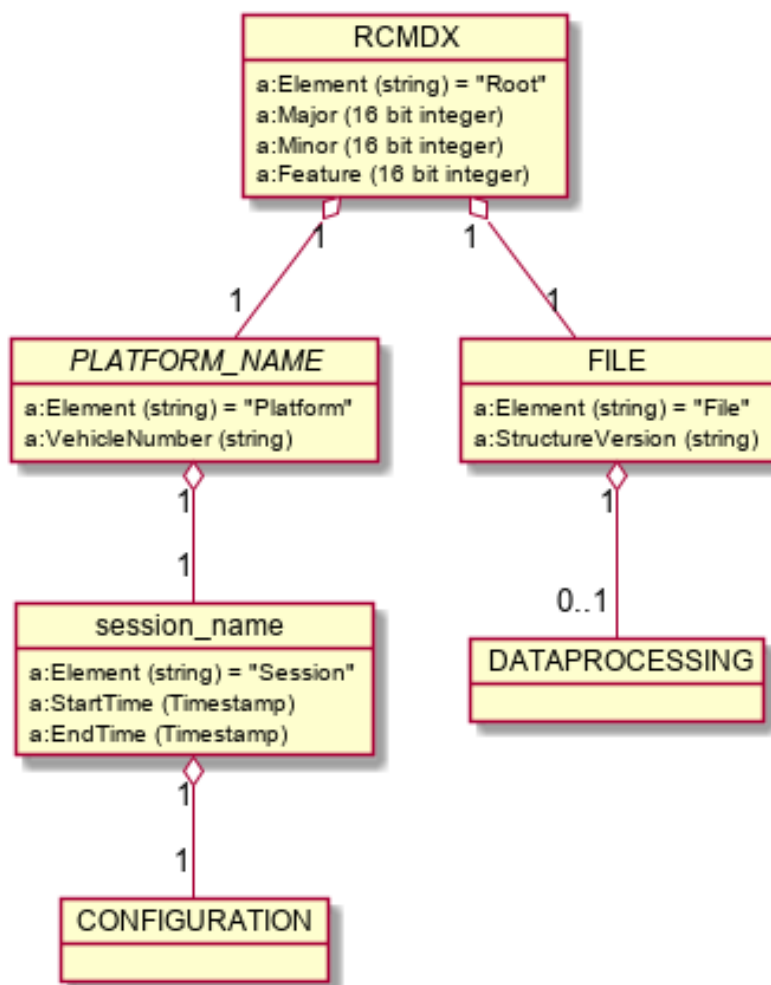 RCMDX
a:Element (string) = "Root"
a:Major (16 bit integer)
a:Minor (16 bit integer)
a:Feature (16 bit integer)
1
1
1
1
PLATFORM_NAME
a:Element (string) = "Platform"
a:VehicleNumber (string)
FILE
a:Element (string) = "File"
a:StructureVersion (string)
1
1
1
0..1
session_name
a:Element (string) = "Session"
a:StartTime (Timestamp)
a:EndTime (Timestamp)
DATAPROCESSING
1
1
CONFIGURATION